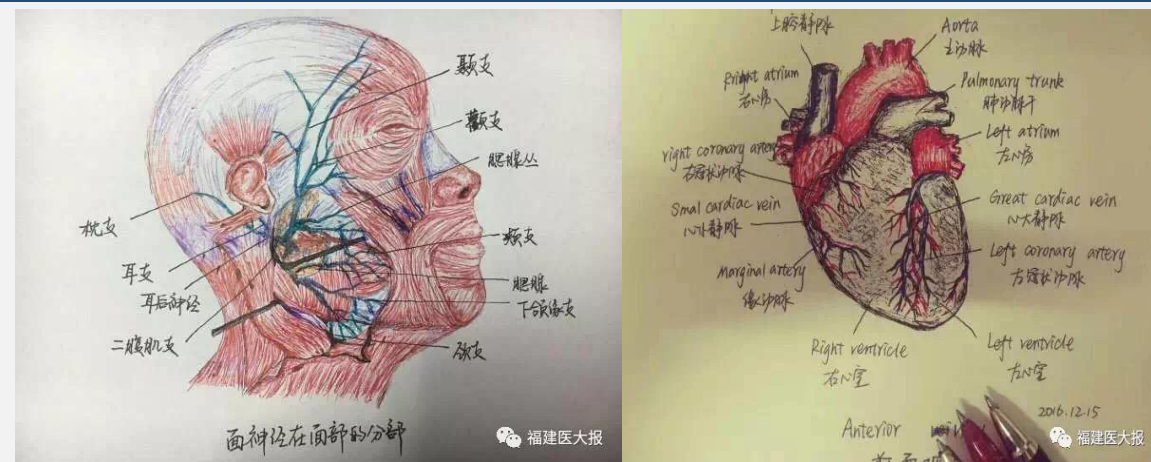 颞支
颧支
腮腺丛
枕支
颊支
耳支
耳后神经
腮腺
下颌缘支
二腹肌支
颈支
面神经在面部的分部
福建医大报
上腔静脉
Aorta
主动脉
Rright atrium
右心房
Pulmonary trunk
肺动脉干
Left atrium
左心房
right coronary artery
右冠状动脉
Smal cardiac vein
心小静脉
Great cardiac vein
心大静脉
Marginal artery
缘动脉
Left coronary artery
左冠状动脉
Right ventricle
右心室
Left ventricle
左心室
2016.12.15
Anterior
福建医大报